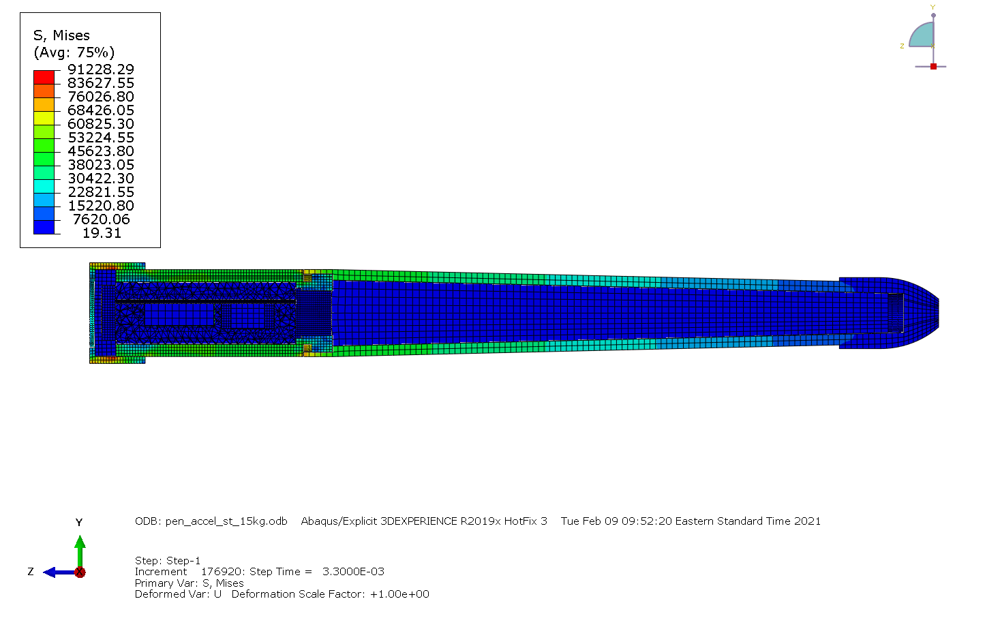 S, Mises
(Avg: 75%)
91228.29
83627.55
76026.80
68426.05
60825.30
53224.55
45623.80
38023.05
30422.30
22821.55
15220.80
7620.06
19.31
Y
Z
Y
Z
X
ODB: pen_accel_st_15kg.odb Abaqus/Explicit 3DEXPERIENCE R2019x HotFix 3 Tue Feb 09 09:52:20 Eastern Standard Time 2021
Step: Step-1
Increment 176920: Step Time = 3.3000E-03
Primary Var: S, Mises
Deformed Var: U Deformation Scale Factor: +1.00e+00